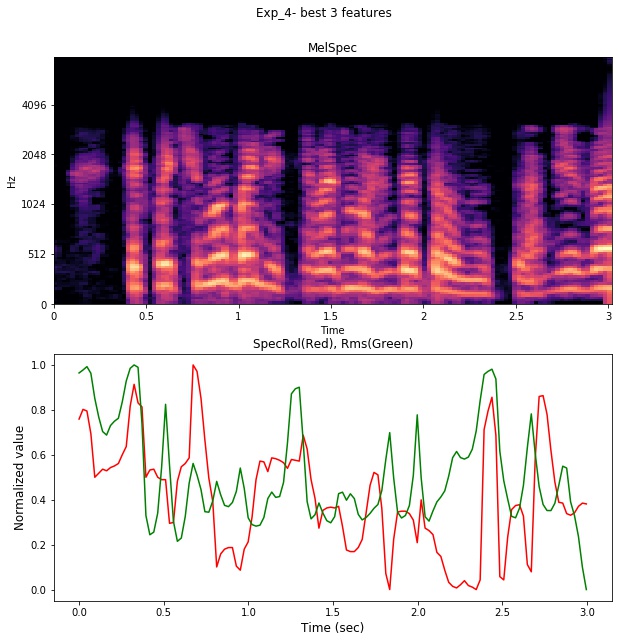 Exp_4- best 3 features
MelSpec
4096
2048
1024
512
0
Hz
0 0.5 1 1.5 2 2.5 3
Time
SpecRol(Red), Rms(Green)
1.0
0.8
0.6
0.4
0.2
0.0
Normalized value
0.0 0.5 1.0 1.5 2.0 2.5 3.0
Time (sec)